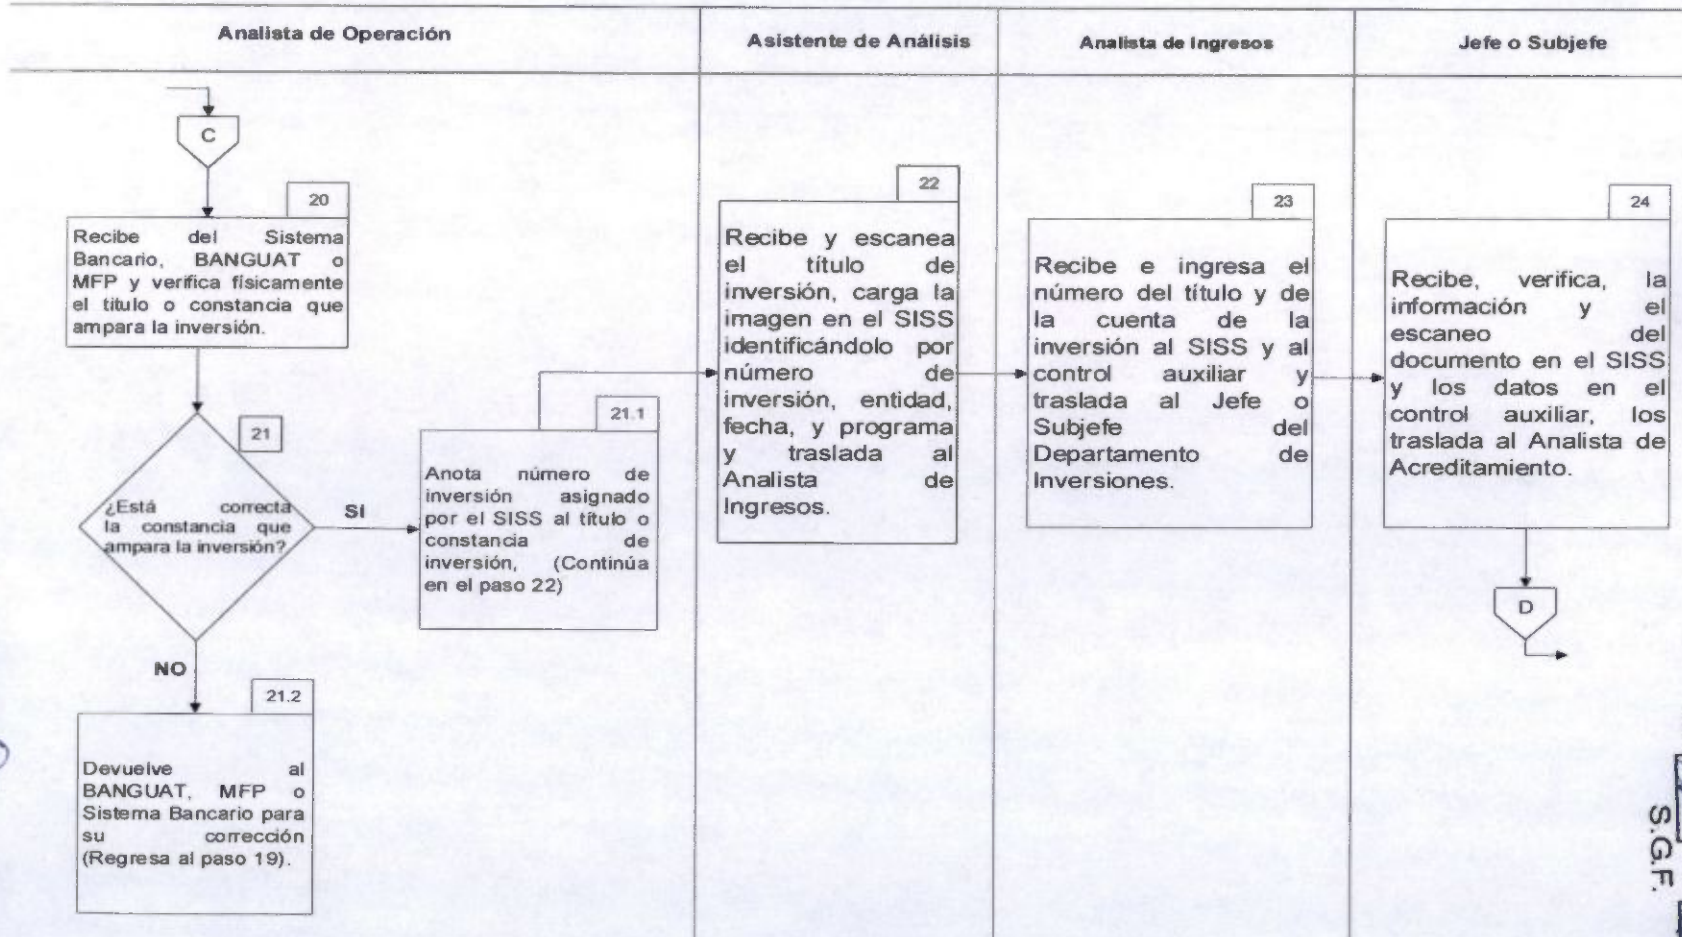 Analista de Operación
Asistente de Análisis
Analista de Ingresos
Jefe o Subjefe
C
20
Recibe del Sistema
Bancario, BANGUAT o
MFP y verifica físicamente
el título o constancia que
ampara la inversión.
21
¿Está correcta
la constancia que
ampara la inversión?
SI
NO
21.1
Anota número de
inversión asignado
por el SISS al título o
constancia de
inversión, (Continúa
en el paso 22)
21.2
Devuelve al
BANGUAT, MFP o
Sistema Bancario para
su corrección
(Regresa al paso 19).
22
Recibe y escanea
el título de
inversión, carga la
imagen en el SISS
identificándolo por
número de
inversión, entidad,
fecha, y programa
y traslada al
Analista de
Ingresos.
23
Recibe e ingresa el
número del título y de
la cuenta de la
inversión al SISS y al
control auxiliar y
traslada al Jefe o
Subjefe del
Departamento de
Inversiones.
24
Recibe, verifica, la
información y el
escaneo del
documento en el SISS
y los datos en el
control auxiliar, los
traslada al Analista de
Acreditamiento.
D
S.G.F.